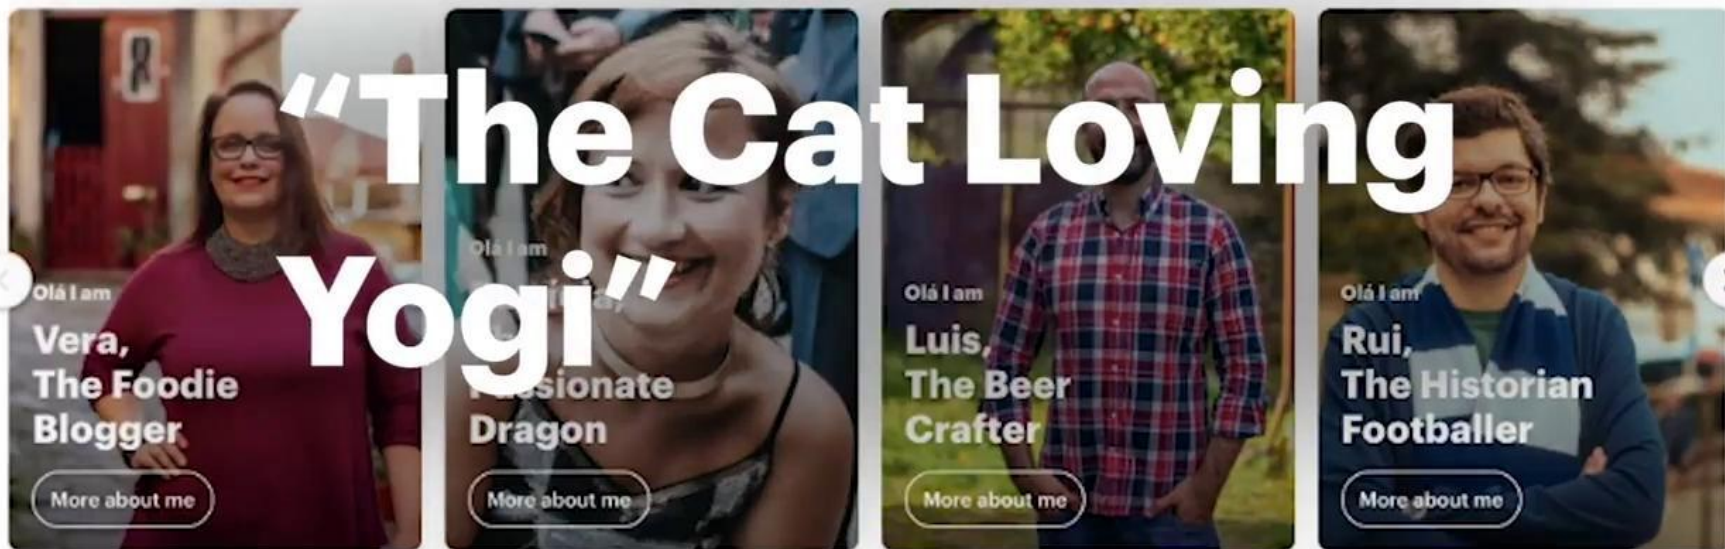 “The Cat Loving
Yogi”
Olá I am
Vera,
The Foodie
Blogger
More about me
Olá I am
Dragon
More about me
Olá I am
Luis,
The Beer
Crafter
More about me
Olá I am
Rui,
The Historian
Footballer
More about me